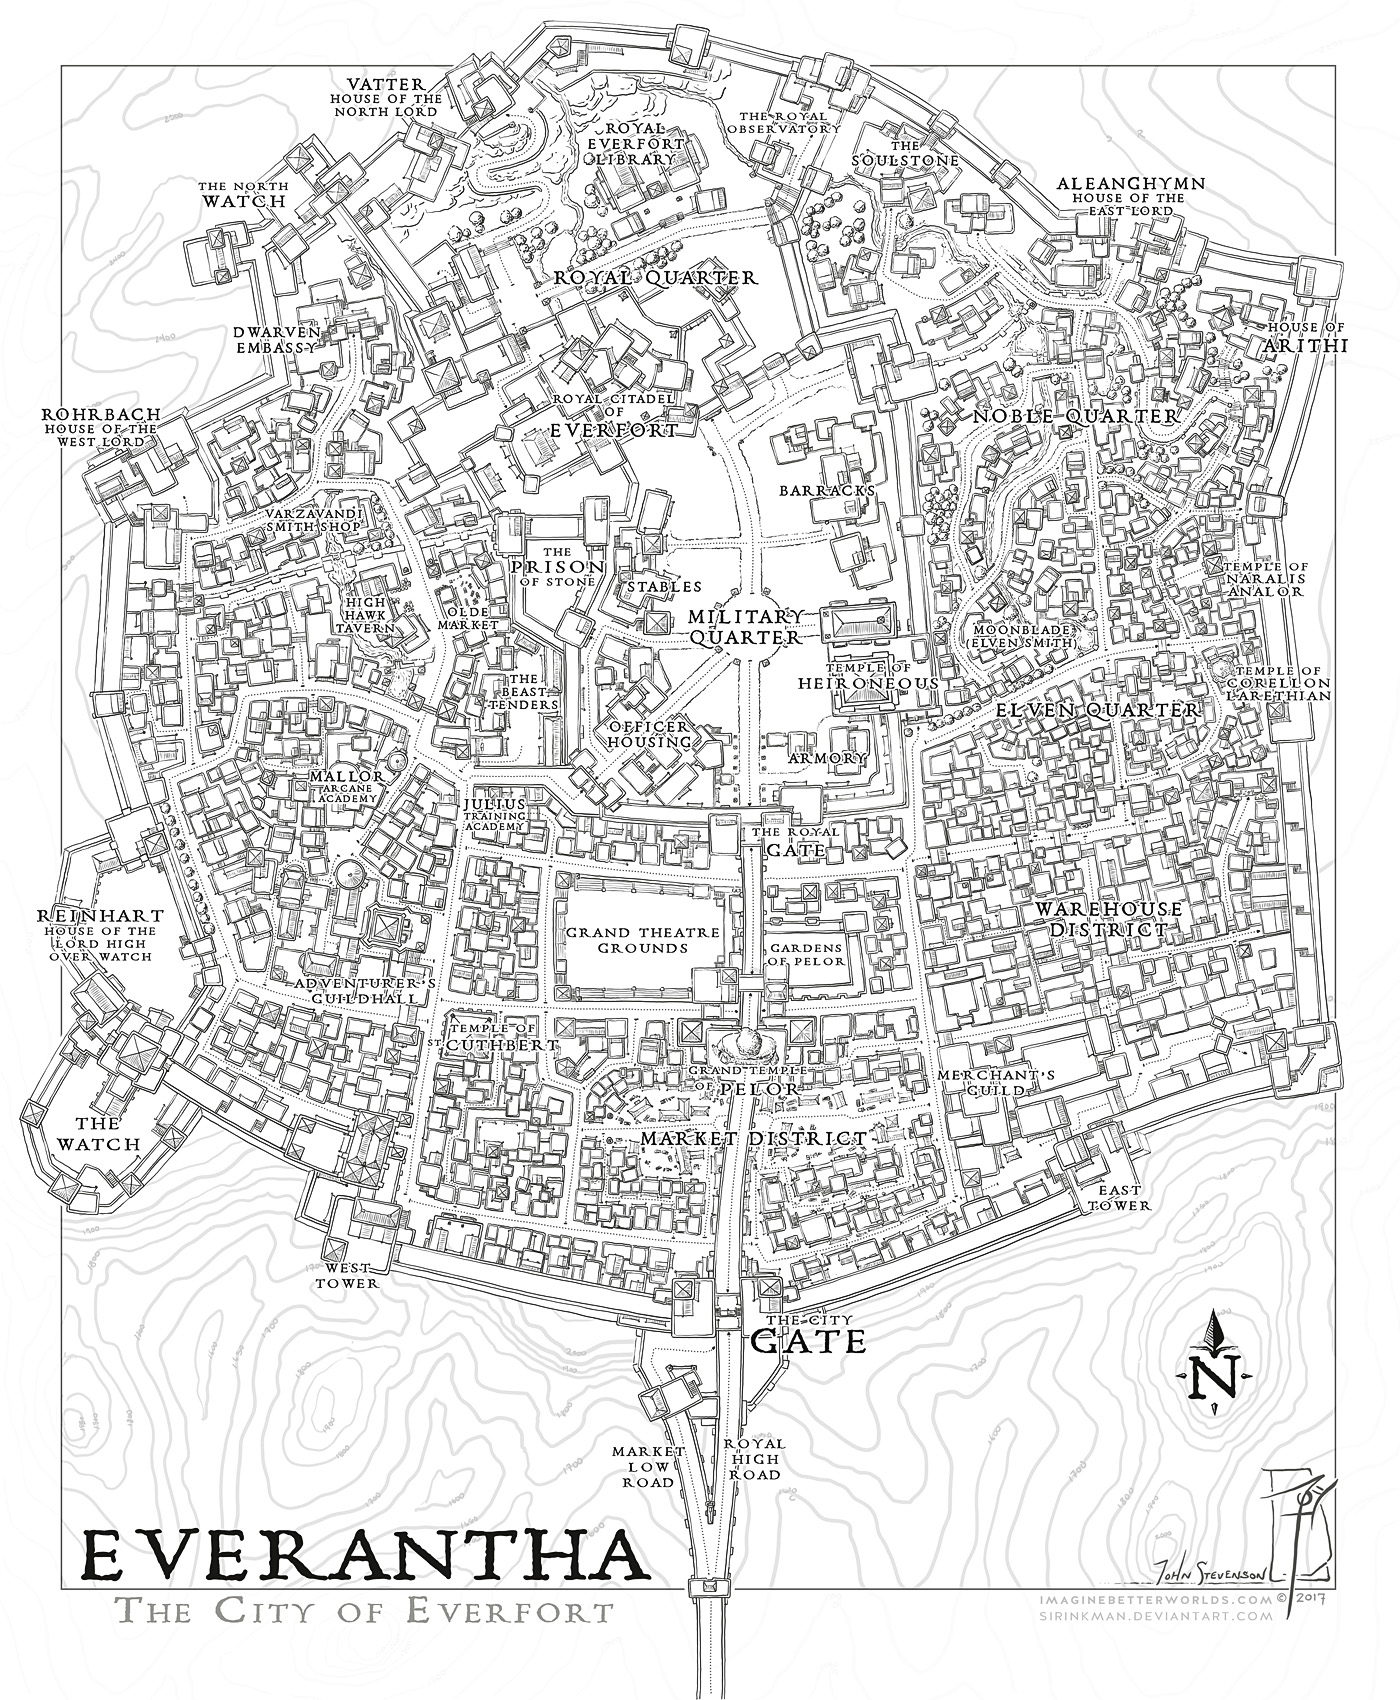 VATTER
HOUSE OF THE
NORTH LORD
THE ROYAL
OBSERVATORY
ROYAL
EVERFORT
LIBRARY
THE
SOULSTONE
THE NORTH
WATCH
ALEANGHYMN
HOUSE OF THE
EAST LORD
ROYAL QUARTER
DWARVEN
EMBASSY
HOUSE OF
ARITHI
ROYAL CITADEL
OF
EVERFORT
ROHRBACH
HOUSE OF THE
WEST LORD
NOBLE QUARTER
BARRACKS
VARZAVANDI
SMITH SHOP
THE
PRISON
OF STONE
STABLES
TEMPLE OF
NARALIS
ANALOR
HIGH
HAWK
TAVERN
OLDE
MARKET
MILITARY
QUARTER
MOONBLADE
(ELVEN SMITH)
TEMPLE OF
HEIRONEOUS
THE
BEAST
TENDERS
TEMPLE OF
CORELLON
LARETHIAN
ELVEN QUARTER
OFFICER
HOUSING
ARMORY
MALLOR
ARCANE
ACADEMY
JULIUS
TRAINING
ACADEMY
THE ROYAL
GATE
REINHART
HOUSE OF THE
LORD HIGH
OVER WATCH
GRAND THEATRE
GROUNDS
GARDENS
OF PELOR
WAREHOUSE
DISTRICT
ADVENTURER'S
GUILDHALL
TEMPLE OF
ST CUTHBERT
GRAND TEMPLE
OF PELOR
MERCHANT'S
GUILD
THE
WATCH
MARKET DISTRICT
EAST
TOWER
WEST
TOWER
THE CITY
GATE
N
MARKET
LOW
ROAD
ROYAL
HIGH
ROAD
EVERANTHA
THE CITY OF EVERFORT
JOHN STEVENSON
IMAGINEBETTERWORLDS.COM © 2017
SIRINKMAN.DEVIANTART.COM